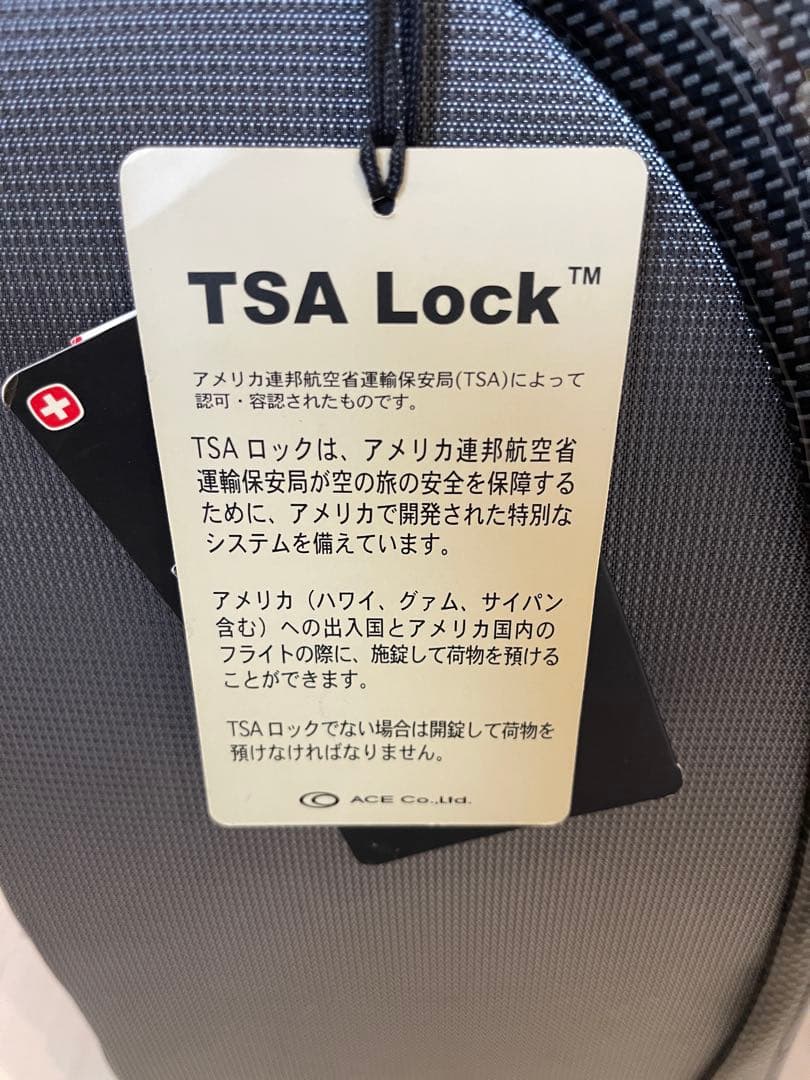 TSA Lock™
アメリカ連邦航空省運輸保安局(TSA)によって
認可・容認されたものです。
TSA ロックは、アメリカ連邦航空省
運輸保安局が空の旅の安全を保障する
ために、アメリカで開発された特別な
システムを備えています。
アメリカ（ハワイ、グァム、サイパン
含む）への出入国とアメリカ国内の
フライトの際に、施錠して荷物を預ける
ことができます。
TSA ロックでない場合は開錠して荷物を
預けなければなりません。
ACE Co.,Ltd.